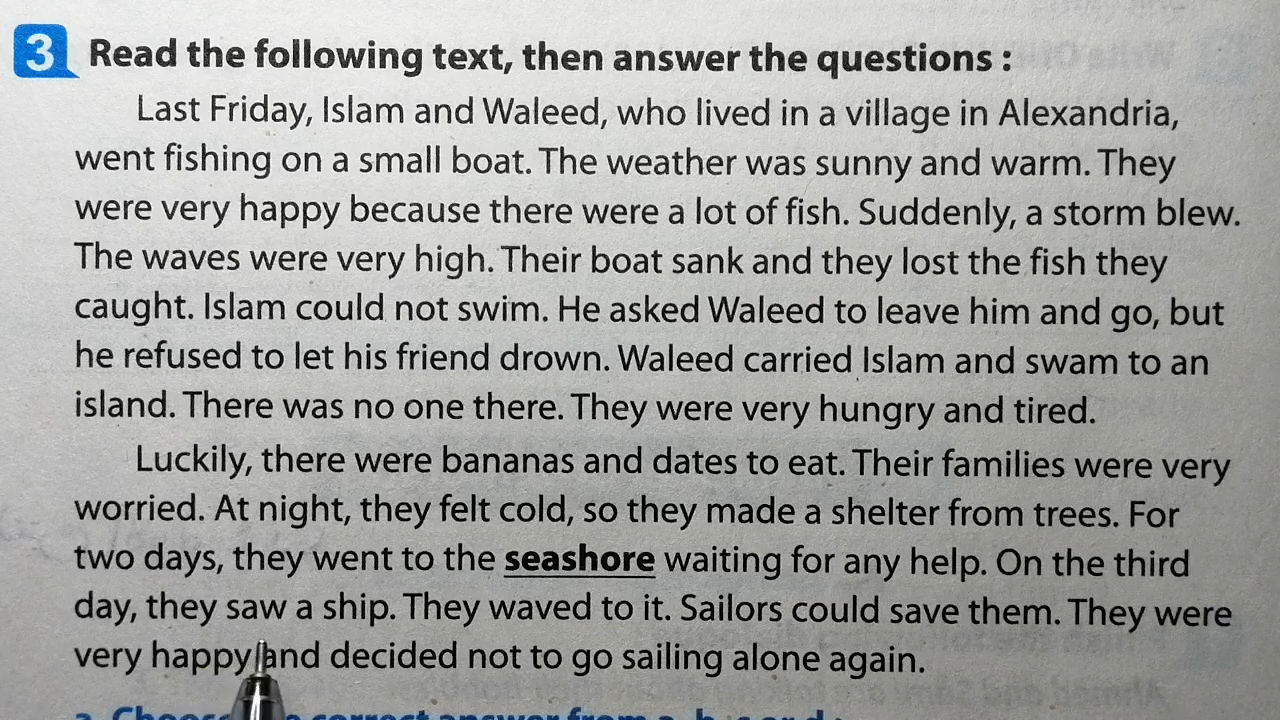 3 Read the following text, then answer the questions :
Last Friday, Islam and Waleed, who lived in a village in Alexandria,
went fishing on a small boat. The weather was sunny and warm. They
were very happy because there were a lot of fish. Suddenly, a storm blew.
The waves were very high. Their boat sank and they lost the fish they
caught. Islam could not swim. He asked Waleed to leave him and go, but
he refused to let his friend drown. Waleed carried Islam and swam to an
island. There was no one there. They were very hungry and tired.
Luckily, there were bananas and dates to eat. Their families were very
worried. At night, they felt cold, so they made a shelter from trees. For
two days, they went to the seashore waiting for any help. On the third
day, they saw a ship. They waved to it. Sailors could save them. They were
very happy and decided not to go sailing alone again.
a. Choose correct answer from a, b, c or d :